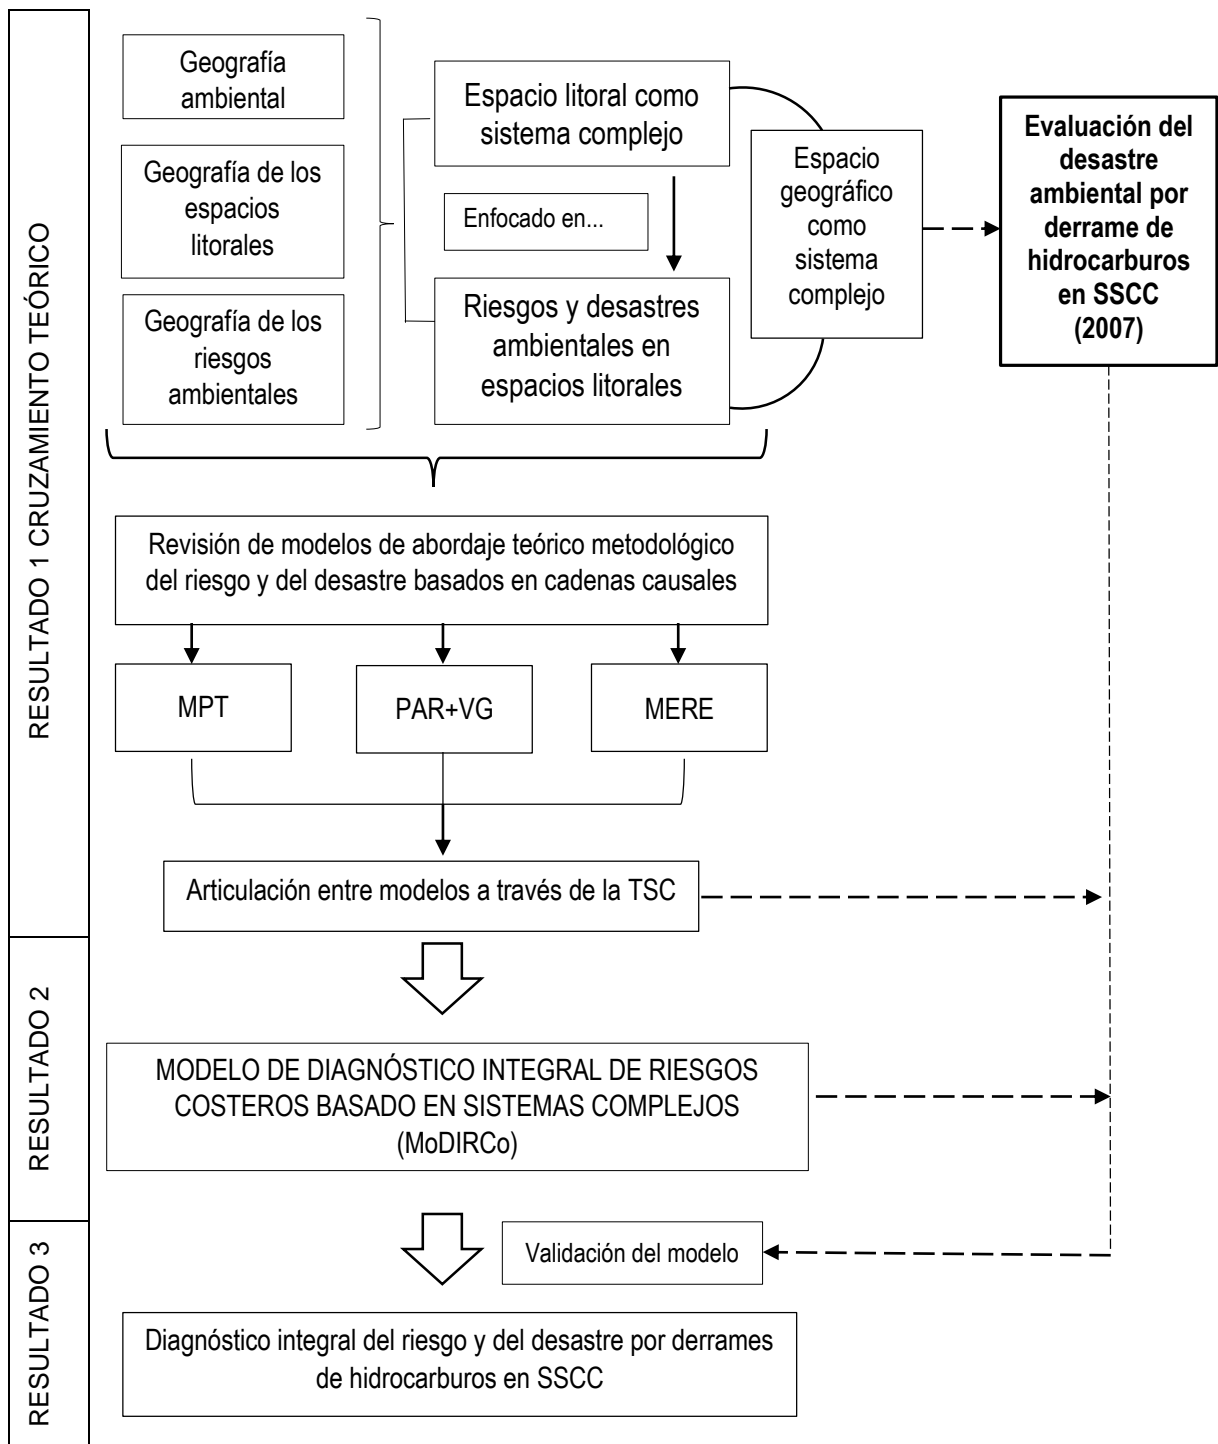 RESULTADO 1 CRUZAMIENTO TEÓRICO
Geografía
ambiental
Geografía de los
espacios
litorales
Geografía de los
riesgos
ambientales
Espacio litoral como
sistema complejo
Enfocado en...
Riesgos y desastres
ambientales en
espacios litorales
Espacio
geográfico
como
sistema
complejo
Evaluación del
desastre
ambiental por
derrame de
hidrocarburos
en SSCC
(2007)
Revisión de modelos de abordaje teórico metodológico
del riesgo y del desastre basados en cadenas causales
MPT
PAR+VG
MERE
Articulación entre modelos a través de la TSC
RESULTADO 2
MODELO DE DIAGNÓSTICO INTEGRAL DE RIESGOS
COSTEROS BASADO EN SISTEMAS COMPLEJOS
(MoDIRCo)
RESULTADO 3
Validación del modelo
Diagnóstico integral del riesgo y del desastre por derrames
de hidrocarburos en SSCC